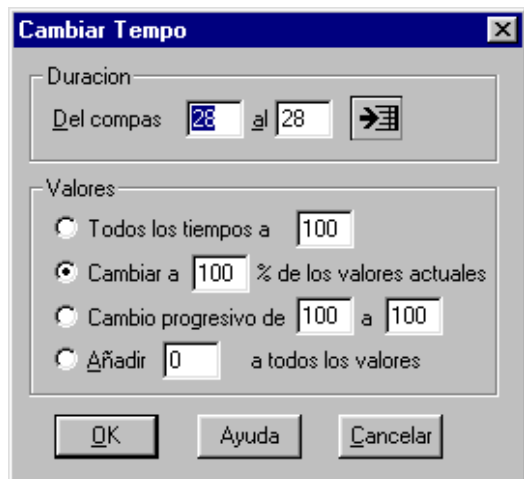 Cambiar Tempo
Duracion
Del compas 28 al 28
Valores
Todos los tiempos a 100
Cambiar a 100 % de los valores actuales
Cambio progresivo de 100 a 100
Añadir 0 a todos los valores
OK Ayuda Cancelar